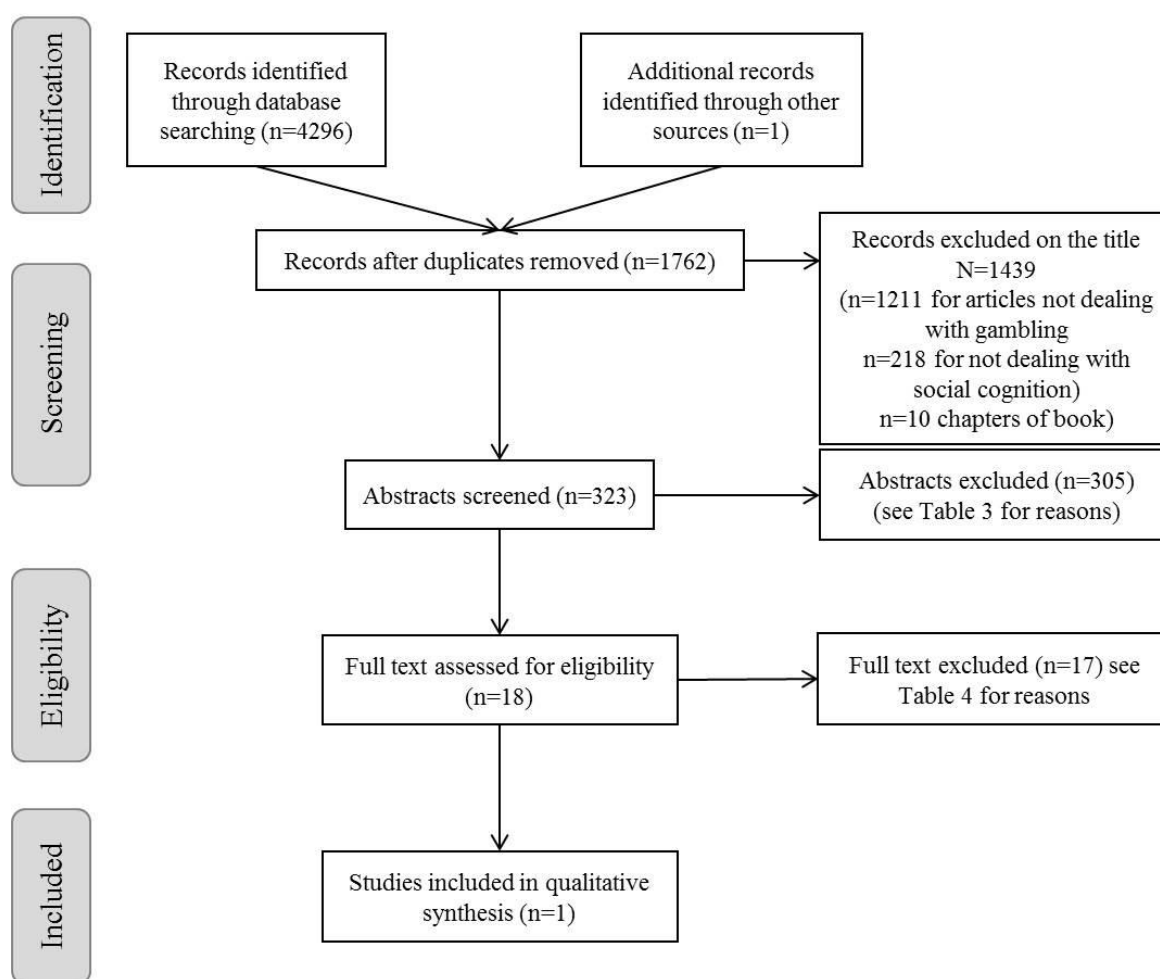 Identification
Records identified
through database
searching (n=4296)
Additional records
identified through other
sources (n=1)
Records after duplicates removed (n=1762)
Records excluded on the title
N=1439
(n=1211 for articles not dealing
with gambling
n=218 for not dealing with
social cognition)
n=10 chapters of book)
Screening
Abstracts screened (n=323)
Abstracts excluded (n=305)
(see Table 3 for reasons)
Eligibility
Full text assessed for eligibility
(n=18)
Full text excluded (n=17) see
Table 4 for reasons
Included
Studies included in qualitative
synthesis (n=1)